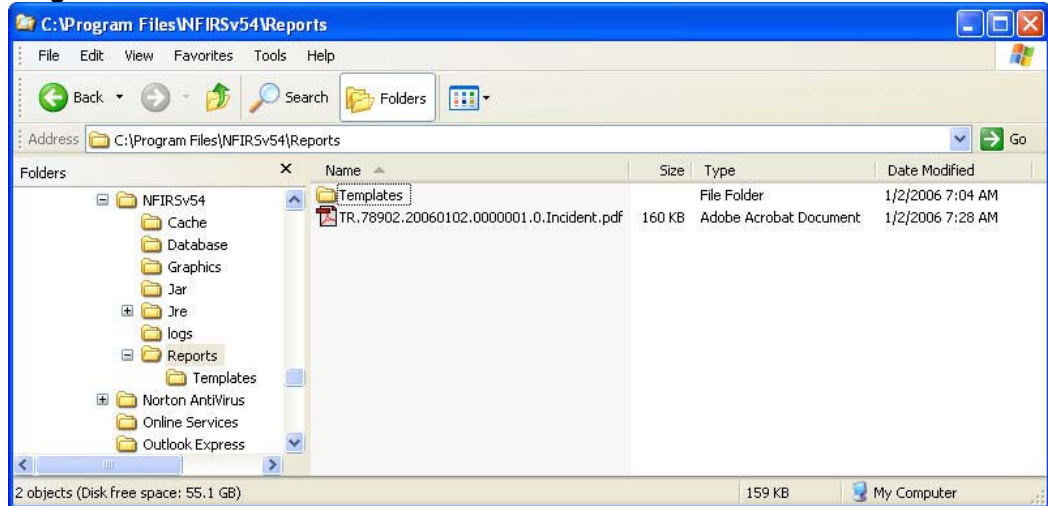 C:\Program Files\NFIRSv54\Reports
File Edit View Favorites Tools Help
Back Search Folders
Address C:\Program Files\NFIRSv54\Reports Go
Folders Name Size Type Date Modified
NFIRSv54
Cache
Database
Graphics
Jar
Jre
logs
Reports
Templates
Norton AntiVirus
Online Services
Outlook Express
Templates File Folder 1/2/2006 7:04 AM
TR.78902.20060102.0000001.0.Incident.pdf 160 KB Adobe Acrobat Document 1/2/2006 7:28 AM
2 objects (Disk free space: 55.1 GB) 159 KB My Computer